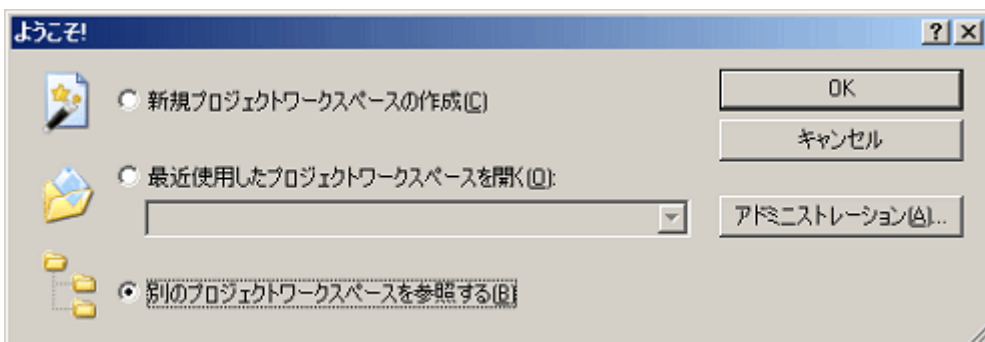 ようこそ!
新規プロジェクトワークスペースの作成(C)
OK
キャンセル
最近使用したプロジェクトワークスペースを開く(O):
アドミニストレーション(A)...
別のプロジェクトワークスペースを参照する(B)